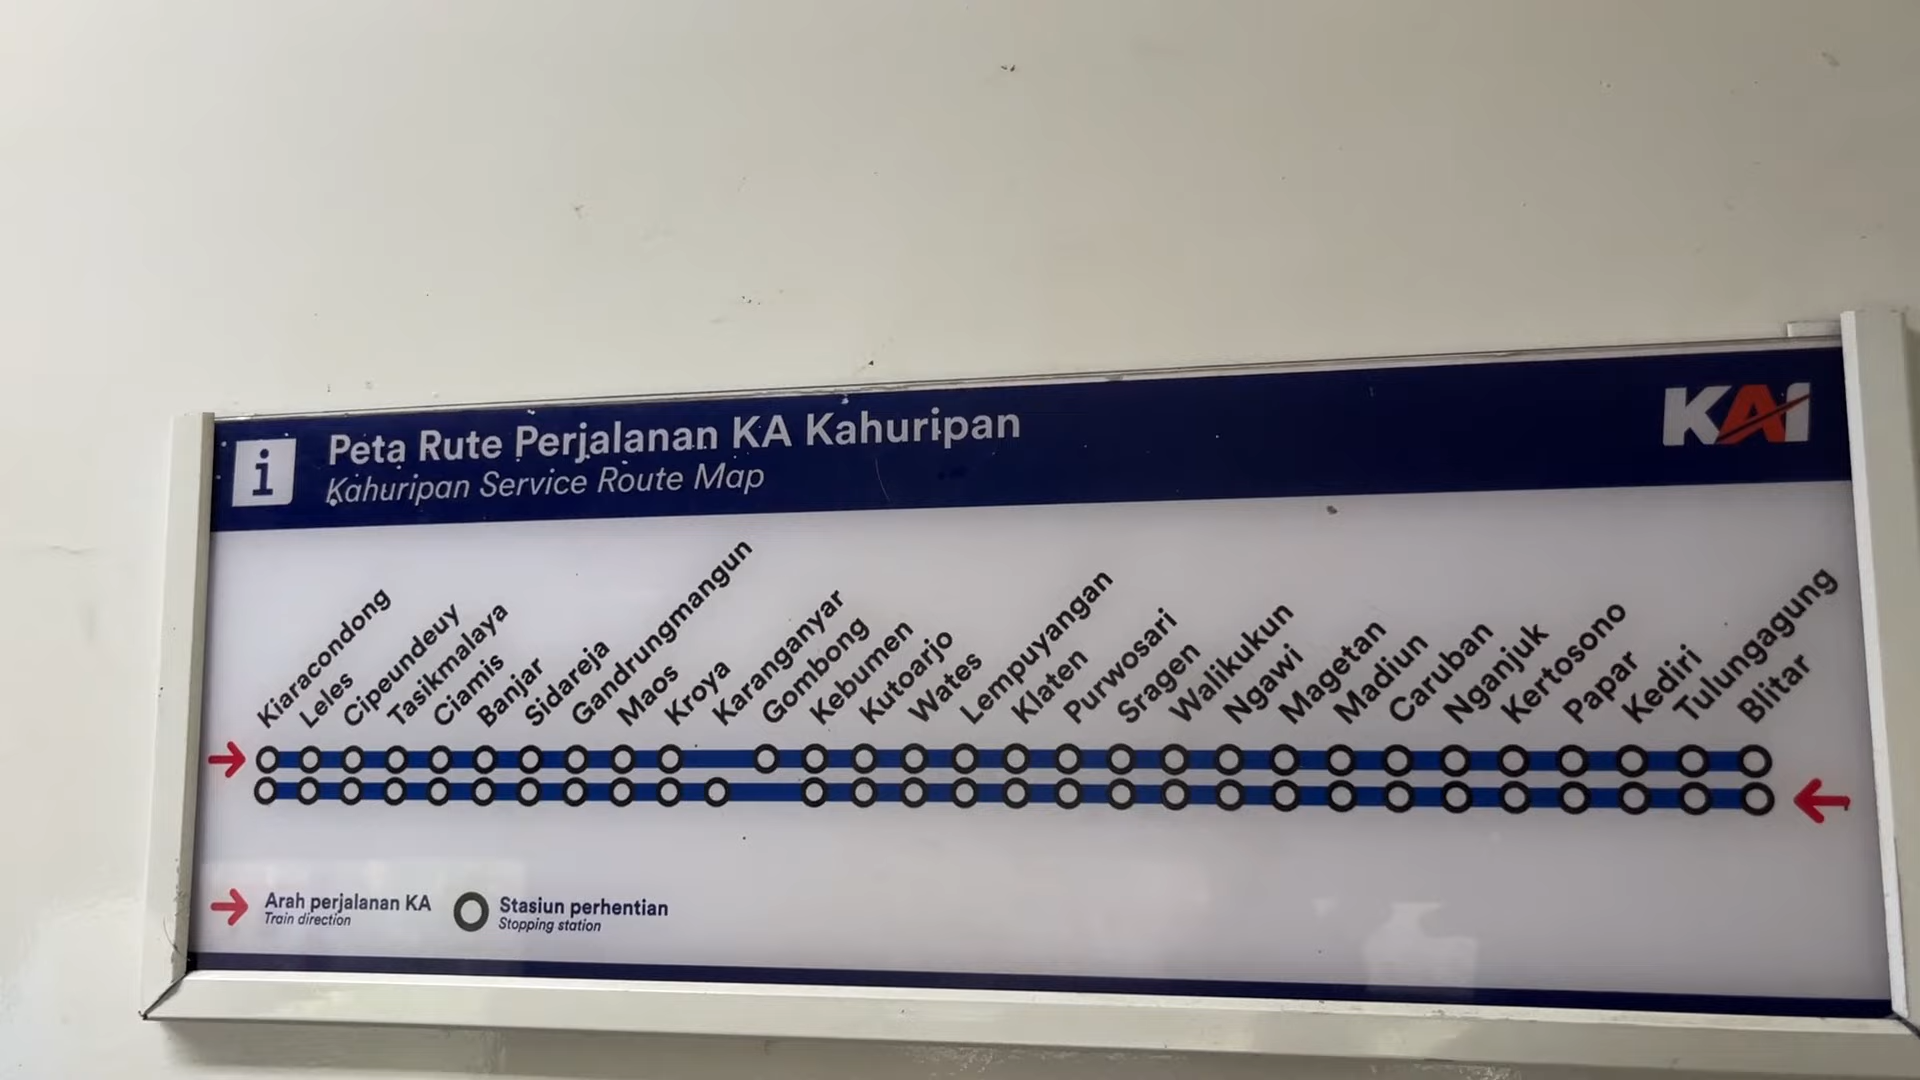 i
Peta Rute Perjalanan KA Kahuripan
Kahuripan Service Route Map
KAI
Kiaracondong
Leles
Cipeundeuy
Tasikmalaya
Ciamis
Banjar
Sidareja
Gandrungmangun
Maos
Kroya
Karanganyar
Gombong
Kebumen
Kutoarjo
Wates
Lempuyangan
Klaten
Purwosari
Sragen
Walikukun
Ngawi
Magetan
Madiun
Caruban
Nganjuk
Kertosono
Papar
Kediri
Tulungagung
Blitar
Arah perjalanan KA
Train direction
Stasiun perhentian
Stopping station